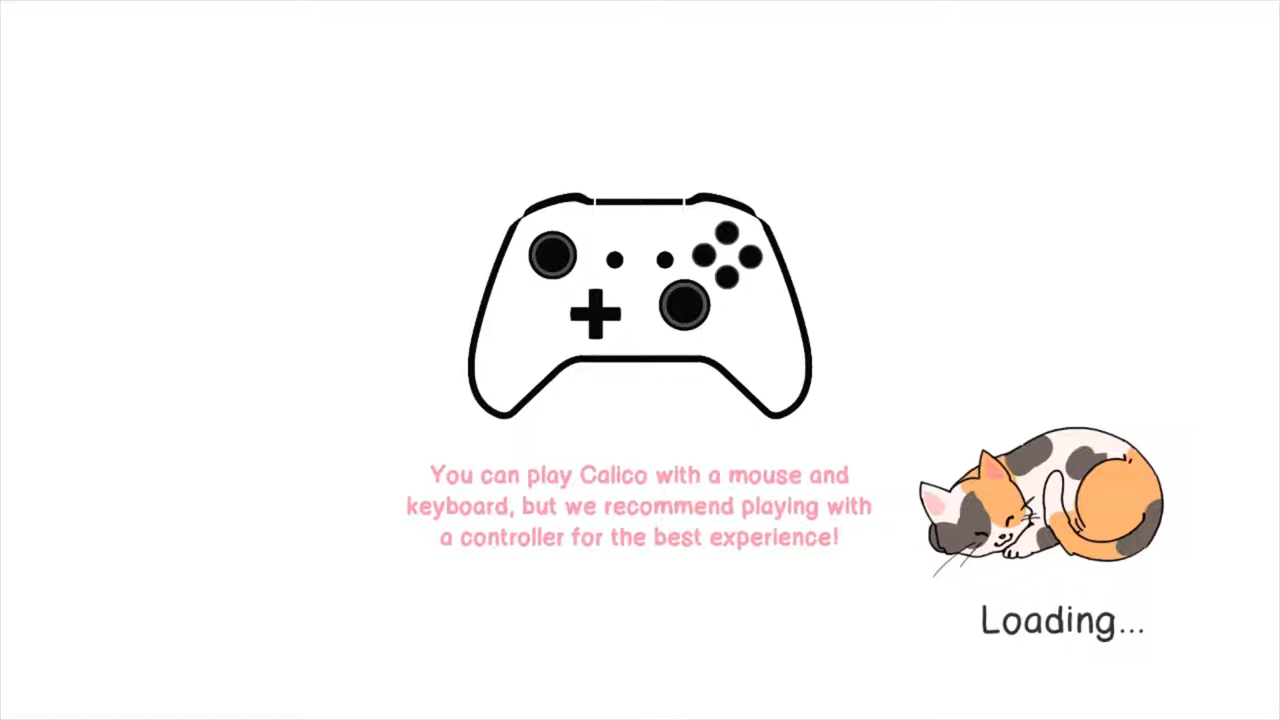 You can play Calico with a mouse and
keyboard, but we recommend playing with
a controller for the best experience!
Loading...